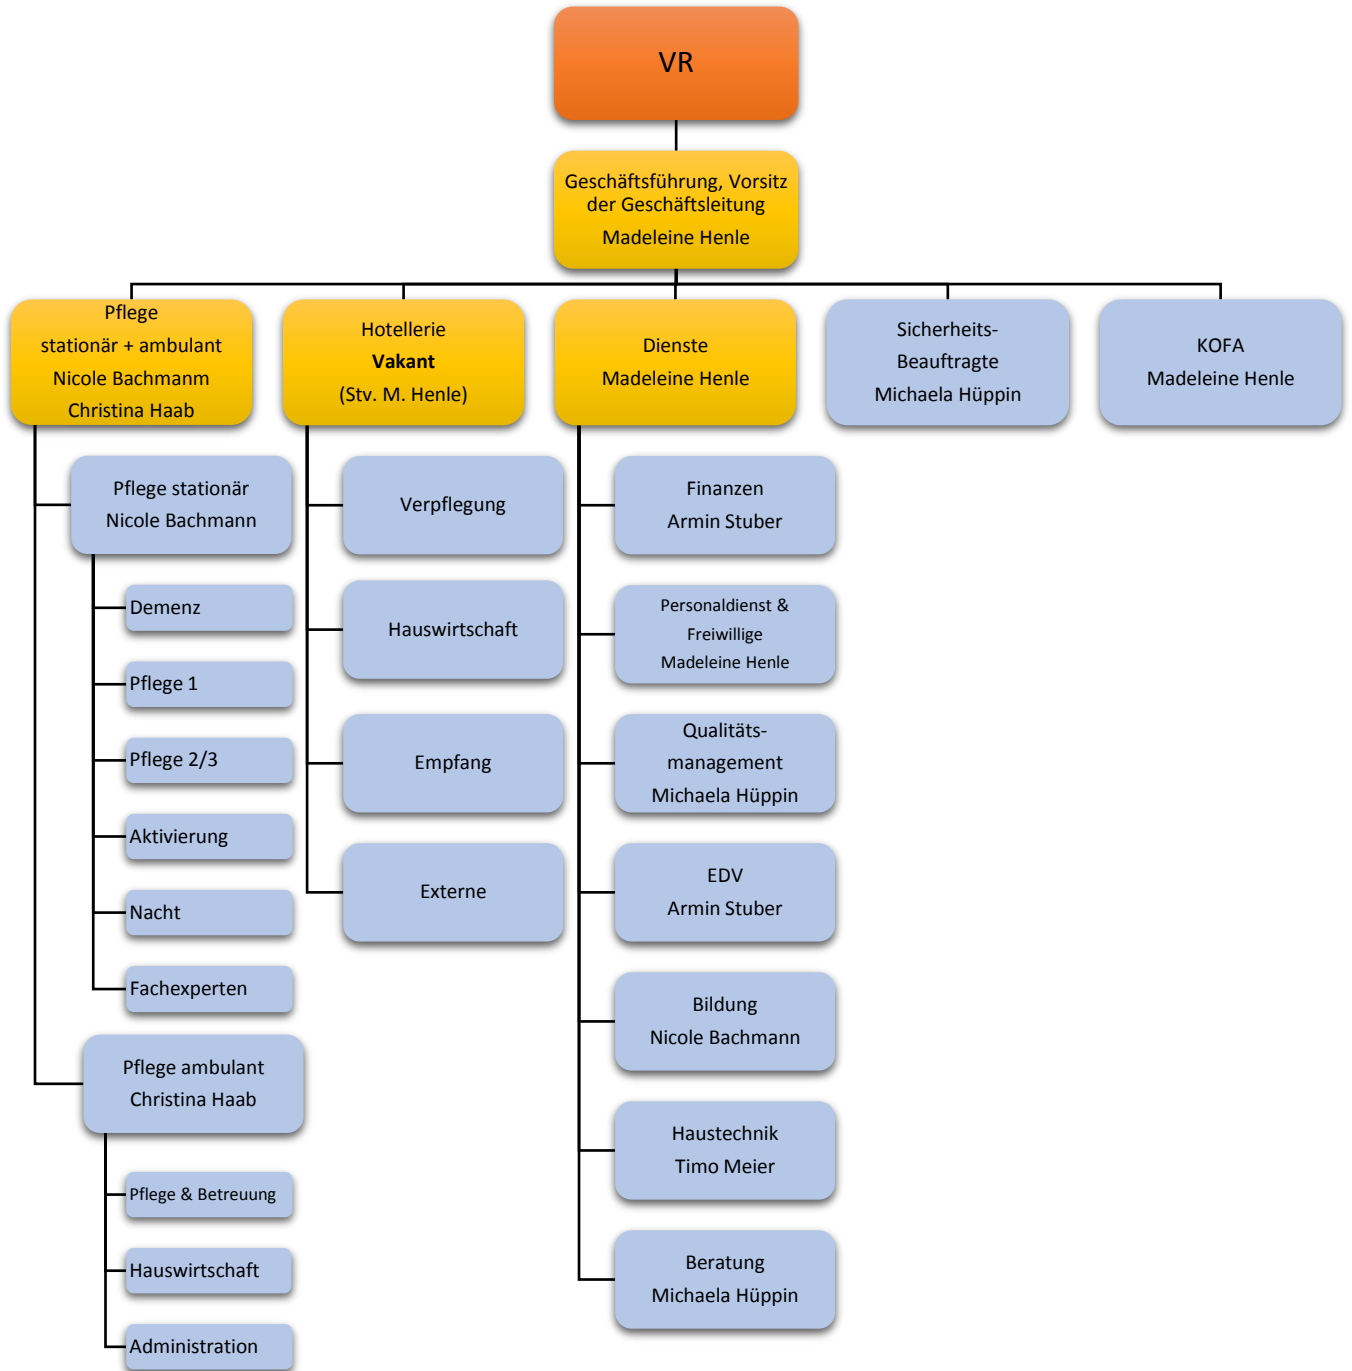 VR
Geschäftsführung, Vorsitz
der Geschäftsleitung
Madeleine Henle
Pflege
stationär + ambulant
Nicole Bachmanm
Christina Haab
Hotellerie
Vakant
(Stv. M. Henle)
Dienste
Madeleine Henle
Sicherheits-
Beauftragte
Michaela Hüppin
KOFA
Madeleine Henle
Pflege stationär
Nicole Bachmann
Demenz
Pflege 1
Pflege 2/3
Aktivierung
Nacht
Fachexperten
Pflege ambulant
Christina Haab
Pflege & Betreuung
Hauswirtschaft
Administration
Verpflegung
Hauswirtschaft
Empfang
Externe
Finanzen
Armin Stuber
Personaldienst &
Freiwillige
Madeleine Henle
Qualitäts-
management
Michaela Hüppin
EDV
Armin Stuber
Bildung
Nicole Bachmann
Haustechnik
Timo Meier
Beratung
Michaela Hüppin